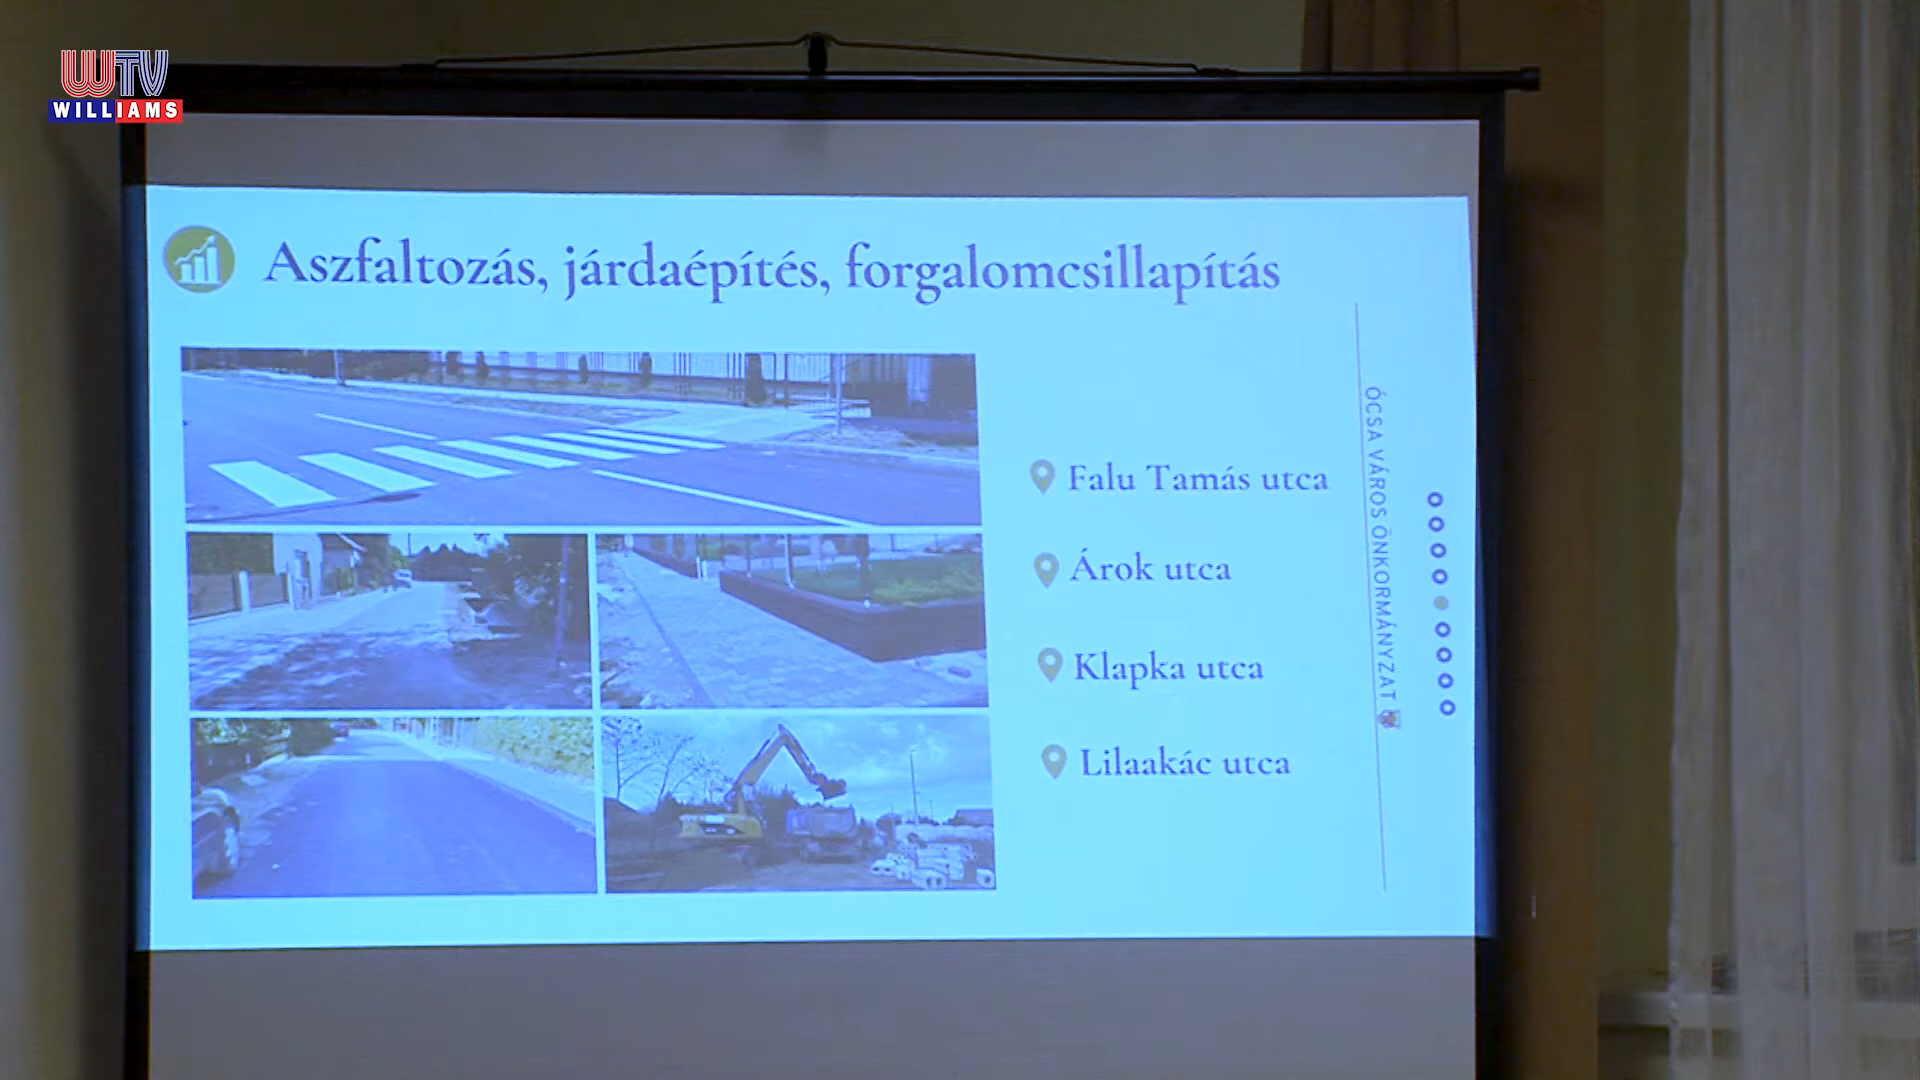 WTV
WILLIAMS
Aszfaltozás, járdaépítés, forgalomcsillapítás
Falu Tamás utca
Árok utca
Klapka utca
Lilaakác utca
ÓCSA VÁROS ÖNKORMÁNYZAT